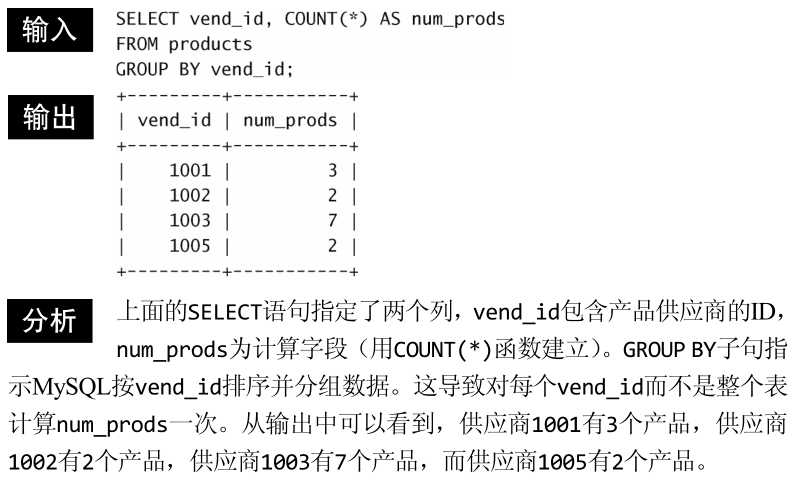 输入
SELECT vend_id, COUNT(*) AS num_prods
FROM products
GROUP BY vend_id;
输出
+---------+-----------+
| vend_id | num_prods |
+---------+-----------+
|    1001 |         3 |
|    1002 |         2 |
|    1003 |         7 |
|    1005 |         2 |
+---------+-----------+
分析
上面的SELECT语句指定了两个列，vend_id包含产品供应商的ID，
num_prods为计算字段（用COUNT(*)函数建立）。GROUP BY子句指
示MySQL按vend_id排序并分组数据。这导致对每个vend_id而不是整个表
计算num_prods一次。从输出中可以看到，供应商1001有3个产品，供应商
1002有2个产品，供应商1003有7个产品，而供应商1005有2个产品。